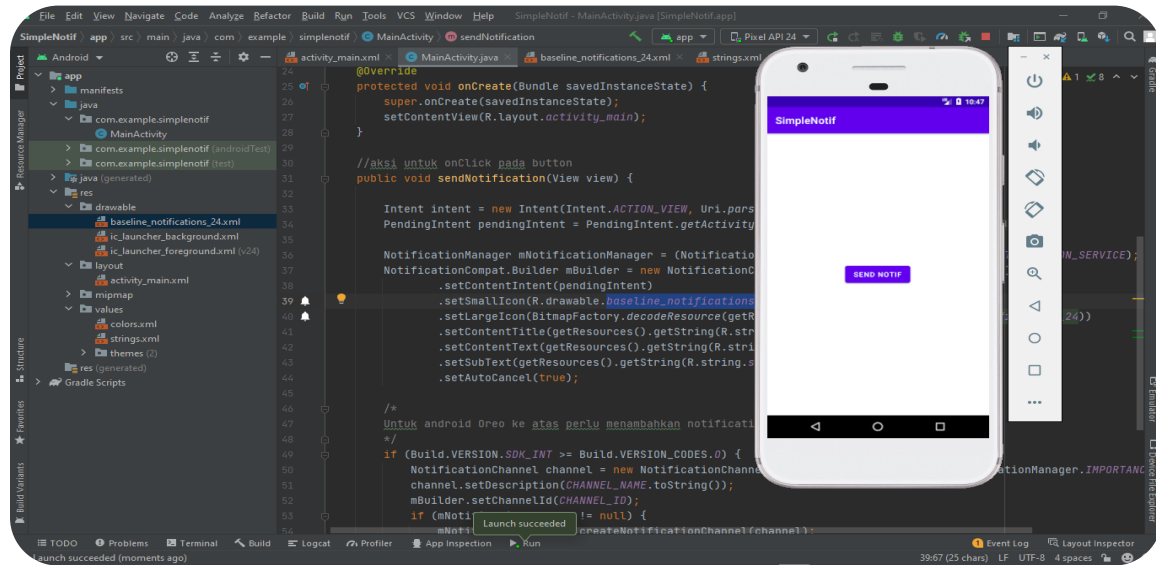 File Edit View Navigate Code Analyze Refactor Build Run Tools VCS Window Help SimpleNotif - MainActivity.java [SimpleNotif.app]
SimpleNotif app src main java com example simplenotif MainActivity sendNotification app Pixel API 24
Android activity_main.xml MainActivity.java baseline_notifications_24.xml strings.xml
Project
Resource Manager
Structure
Favorites
Build Variants
Gradle
Emulator
Device File Explorer
1 8
app
manifests
java
com.example.simplenotif
MainActivity
com.example.simplenotif (androidTest)
com.example.simplenotif (test)
java (generated)
res
drawable
baseline_notifications_24.xml
ic_launcher_background.xml
ic_launcher_foreground.xml (v24)
layout
activity_main.xml
mipmap
values
colors.xml
strings.xml
themes (2)
res (generated)
Gradle Scripts
24 @Override
25 protected void onCreate(Bundle savedInstanceState) {
26 super.onCreate(savedInstanceState);
27 setContentView(R.layout.activity_main);
28 }
29
30 //aksi untuk onClick pada button
31 public void sendNotification(View view) {
32
33 Intent intent = new Intent(Intent.ACTION_VIEW, Uri.pars
34 PendingIntent pendingIntent = PendingIntent.getActivity
35
36 NotificationManager mNotificationManager = (Notificatio N_SERVICE);
37 NotificationCompat.Builder mBuilder = new NotificationC
38 .setContentIntent(pendingIntent)
39 .setSmallIcon(R.drawable.baseline_notifications
40 .setLargeIcon(BitmapFactory.decodeResource(getR 24))
41 .setContentTitle(getResources().getString(R.str
42 .setContentText(getResources().getString(R.stri
43 .setSubText(getResources().getString(R.string.s
44 .setAutoCancel(true);
45
46 /*
47 Untuk android Oreo ke atas perlu menambahkan notificati
48 */
49 if (Build.VERSION.SDK_INT >= Build.VERSION_CODES.O) {
50 NotificationChannel channel = new NotificationChanne ationManager.IMPORTANC
51 channel.setDescription(CHANNEL_NAME.toString());
52 mBuilder.setChannelId(CHANNEL_ID);
53 if (mNoti != null) {
createNotificationChannel(channel);
Launch succeeded
10:47
SimpleNotif
SEND NOTIF
TODO Problems Terminal Build Logcat Profiler App Inspection Run 1 Event Log Layout Inspector
Launch succeeded (moments ago) 39:67 (25 chars) LF UTF-8 4 spaces